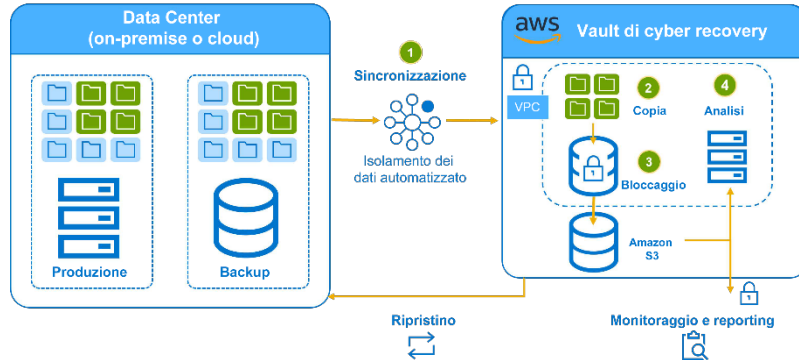 Data Center
(on-premise o cloud)
Produzione
Backup
1
Sincronizzazione
Isolamento dei
dati automatizzato
aws
Vault di cyber recovery
VPC
2
Copia
4
Analisi
3
Bloccaggio
Amazon
S3
Ripristino
Monitoraggio e reporting